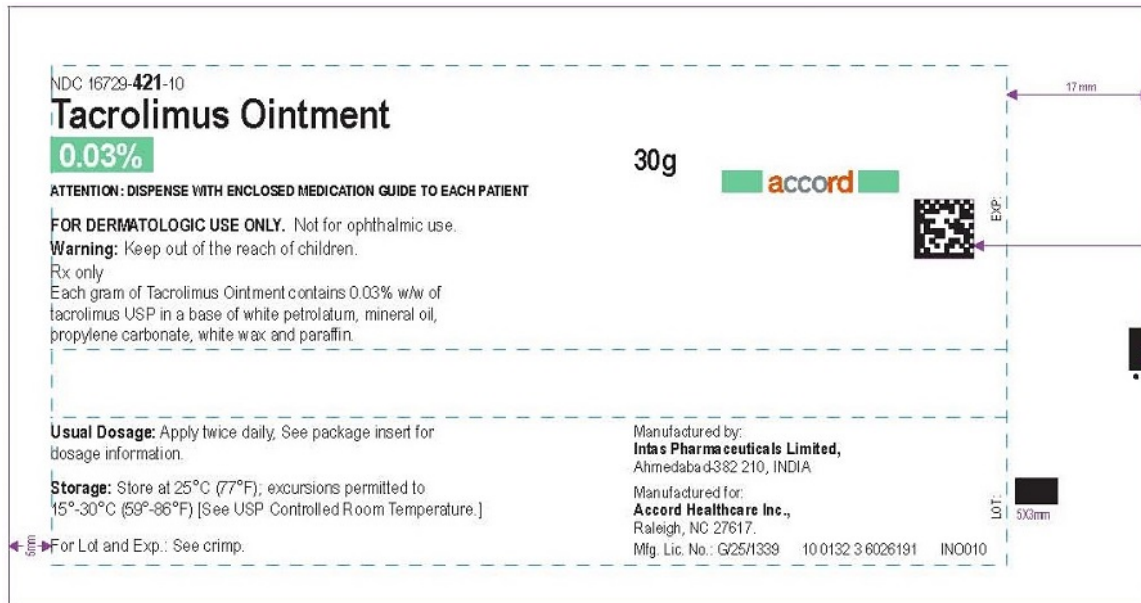 NDC 16729-421-10
Tacrolimus Ointment
0.03%
30g
accord
ATTENTION: DISPENSE WITH ENCLOSED MEDICATION GUIDE TO EACH PATIENT
FOR DERMATOLOGIC USE ONLY. Not for ophthalmic use.
Warning: Keep out of the reach of children.
Rx only
Each gram of Tacrolimus Ointment contains 0.03% w/w of
tacrolimus USP in a base of white petrolatum, mineral oil,
propylene carbonate, white wax and paraffin.
EXP:
17 mm
Usual Dosage: Apply twice daily, See package insert for
dosage information.
Storage: Store at 25°C (77°F); excursions permitted to
15°-30°C (59°-86°F) [See USP Controlled Room Temperature.]
For Lot and Exp.: See crimp.
6mm
Manufactured by:
Intas Pharmaceuticals Limited,
Ahmedabad-382 210, INDIA
Manufactured for:
Accord Healthcare Inc.,
Raleigh, NC 27617.
Mfg. Lic. No.: G/25/1339 10 0132 3 6026191 INO010
LOT:
5X3mm